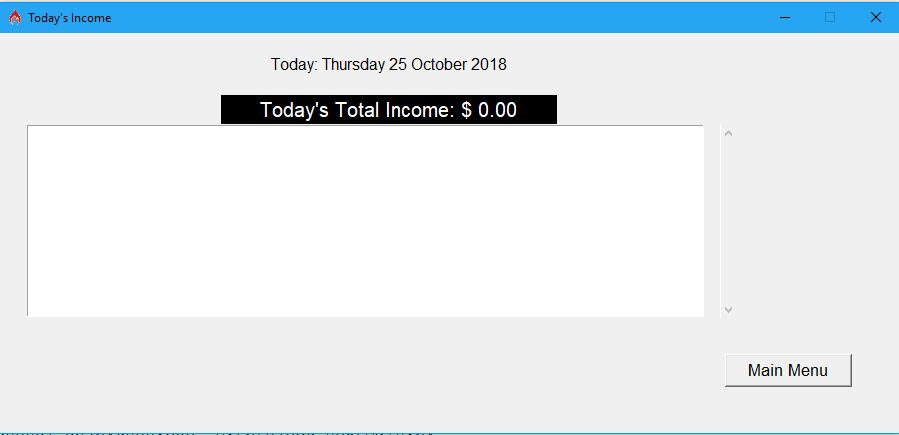 Today's Income
Today: Thursday 25 October 2018
Today's Total Income: $ 0.00
Main Menu